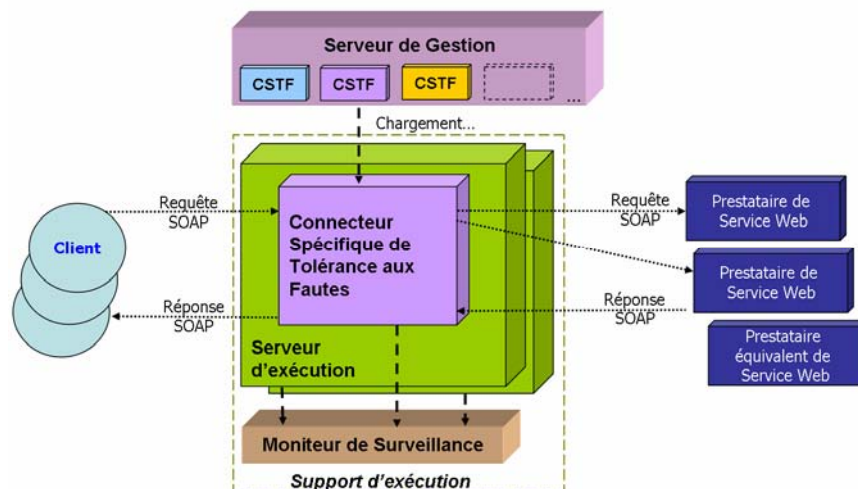 Serveur de Gestion
CSTF
CSTF
CSTF
...
Chargement...
Requête
SOAP
Client
Réponse
SOAP
Connecteur
Spécifique de
Tolérance aux
Fautes
Serveur
d'exécution
Requête
SOAP
Réponse
SOAP
Prestataire de
Service Web
Prestataire de
Service Web
Prestataire
équivalent de
Service Web
Moniteur de Surveillance
Support d'exécution